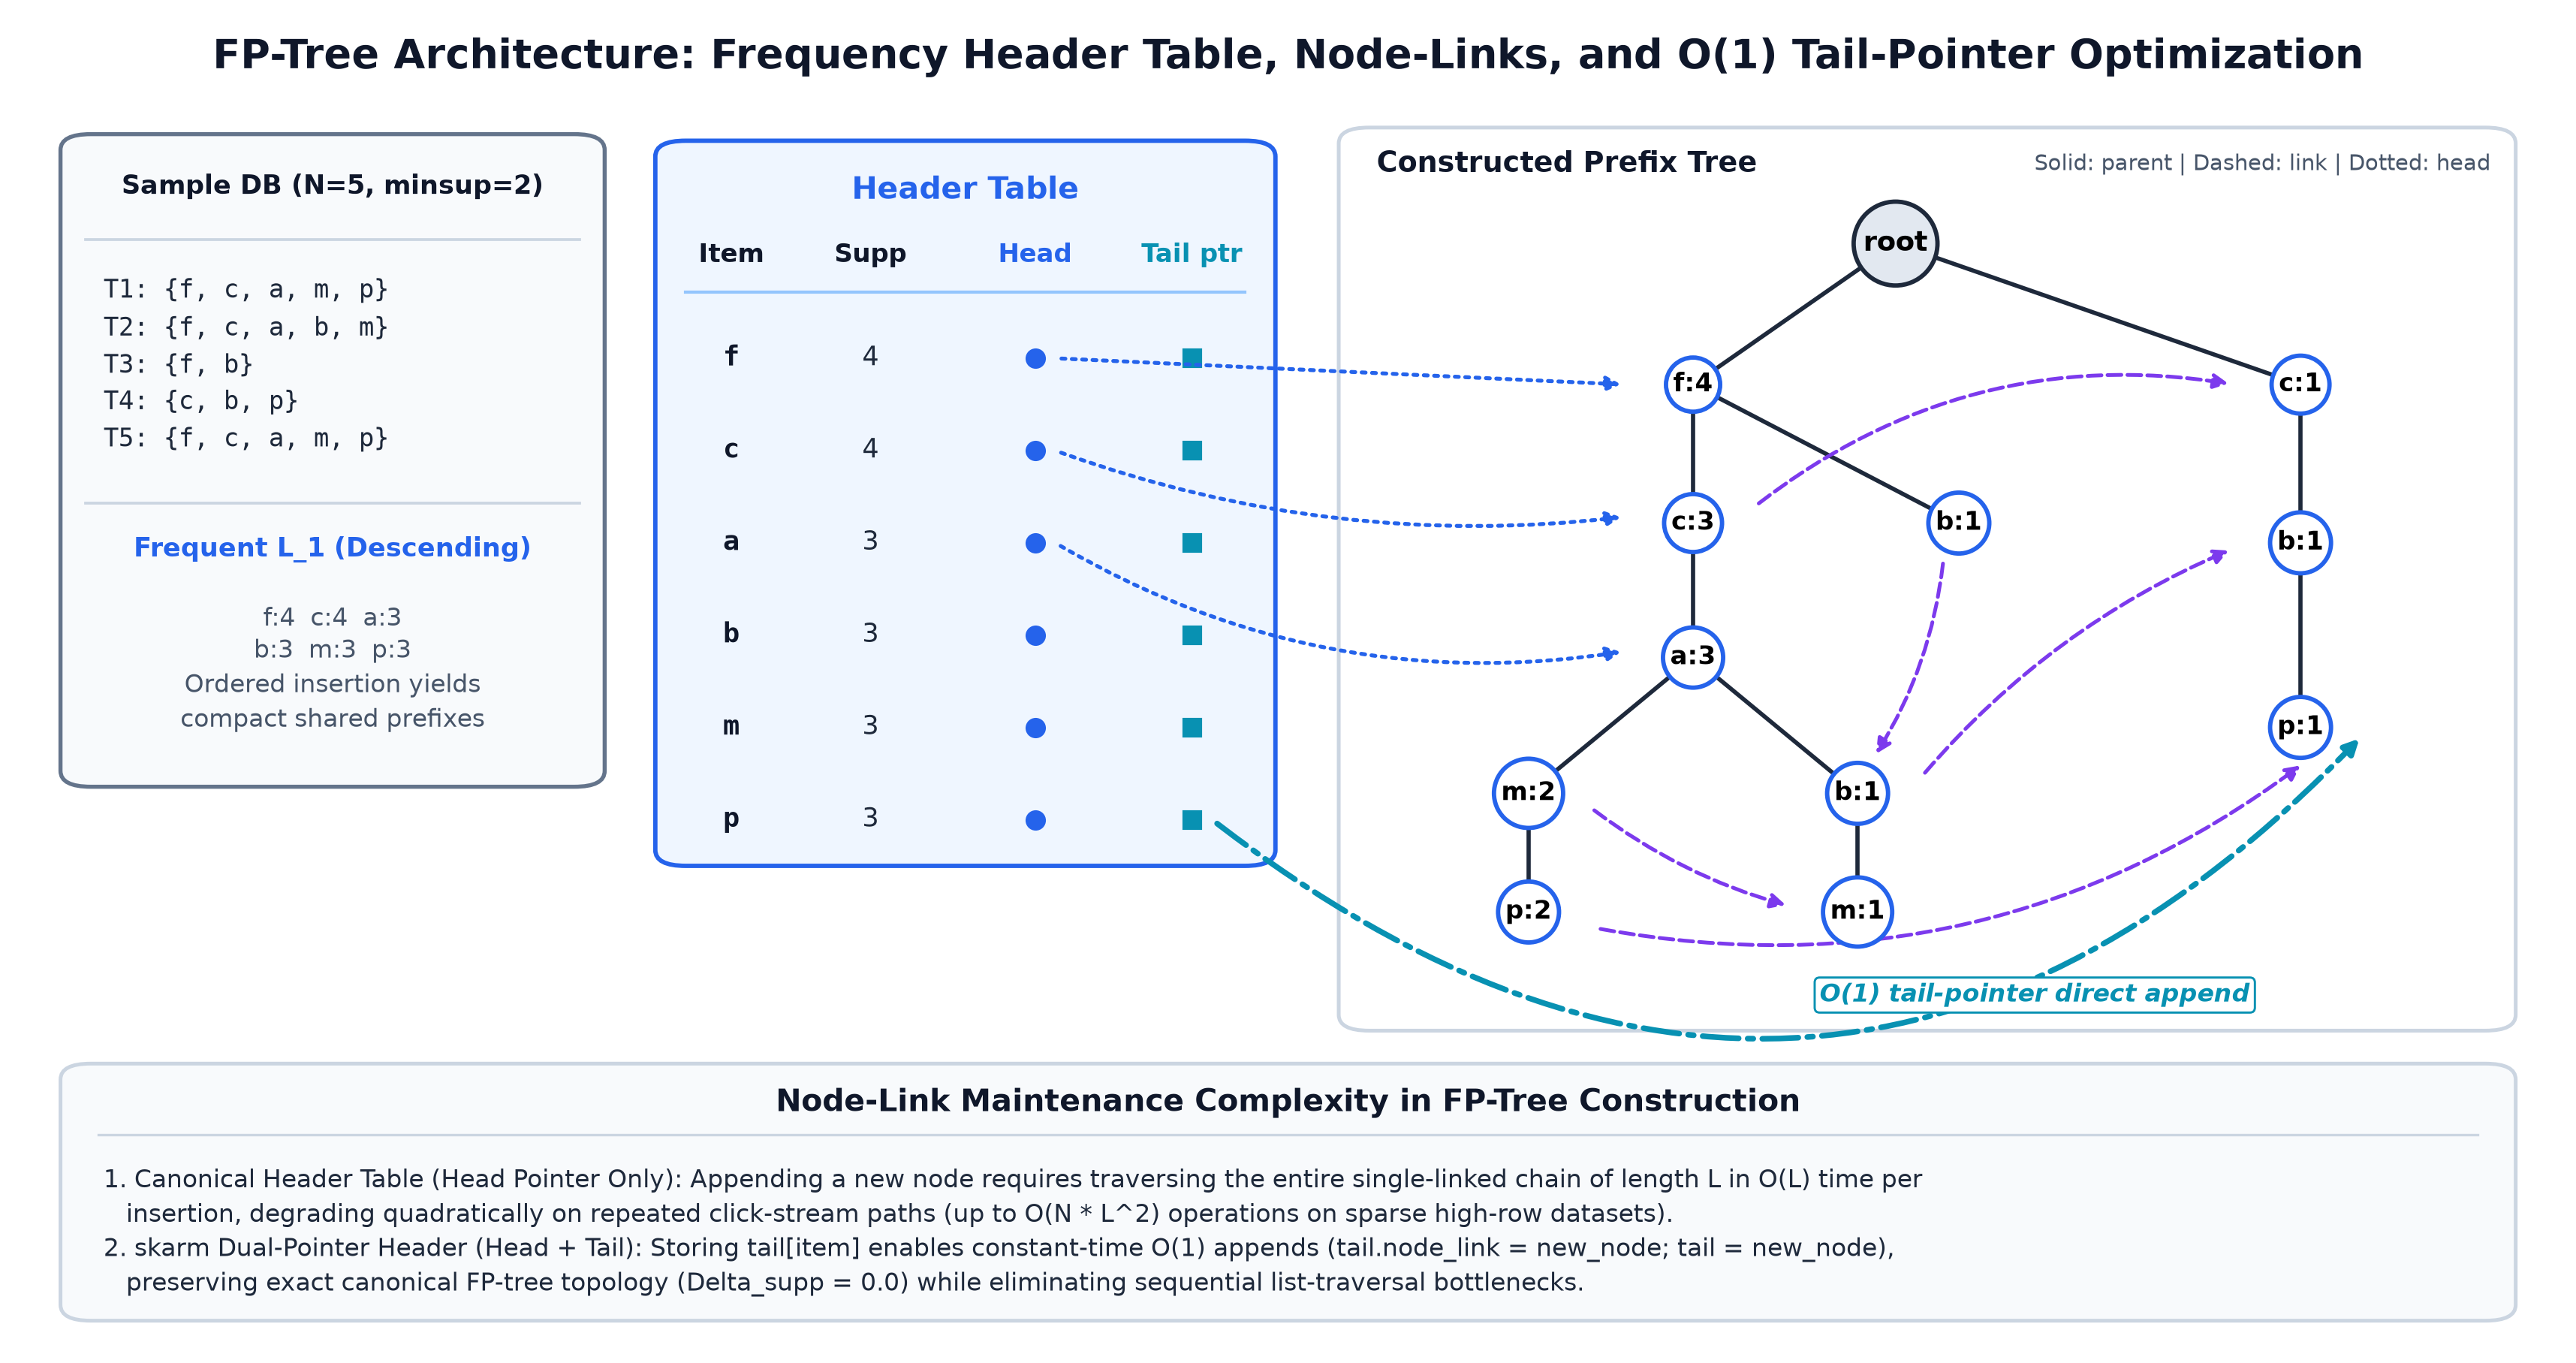 FP-Tree Architecture: Frequency Header Table, Node-Links, and O(1) Tail-Pointer Optimization
Sample DB (N=5, minsup=2)
T1: {f, c, a, m, p}
T2: {f, c, a, b, m}
T3: {f, b}
T4: {c, b, p}
T5: {f, c, a, m, p}
Frequent L_1 (Descending)
f:4 c:4 a:3
b:3 m:3 p:3
Ordered insertion yields
compact shared prefixes
Header Table
Item Supp Head Tail ptr
f 4
c 4
a 3
b 3
m 3
p 3
Constructed Prefix Tree
Solid: parent | Dashed: link | Dotted: head
root
f:4
c:1
c:3
b:1
b:1
a:3
p:1
m:2
b:1
p:2
m:1
O(1) tail-pointer direct append
Node-Link Maintenance Complexity in FP-Tree Construction
1. Canonical Header Table (Head Pointer Only): Appending a new node requires traversing the entire single-linked chain of length L in O(L) time per
insertion, degrading quadratically on repeated click-stream paths (up to O(N * L^2) operations on sparse high-row datasets).
2. skarm Dual-Pointer Header (Head + Tail): Storing tail[item] enables constant-time O(1) appends (tail.node_link = new_node; tail = new_node),
preserving exact canonical FP-tree topology (Delta_supp = 0.0) while eliminating sequential list-traversal bottlenecks.